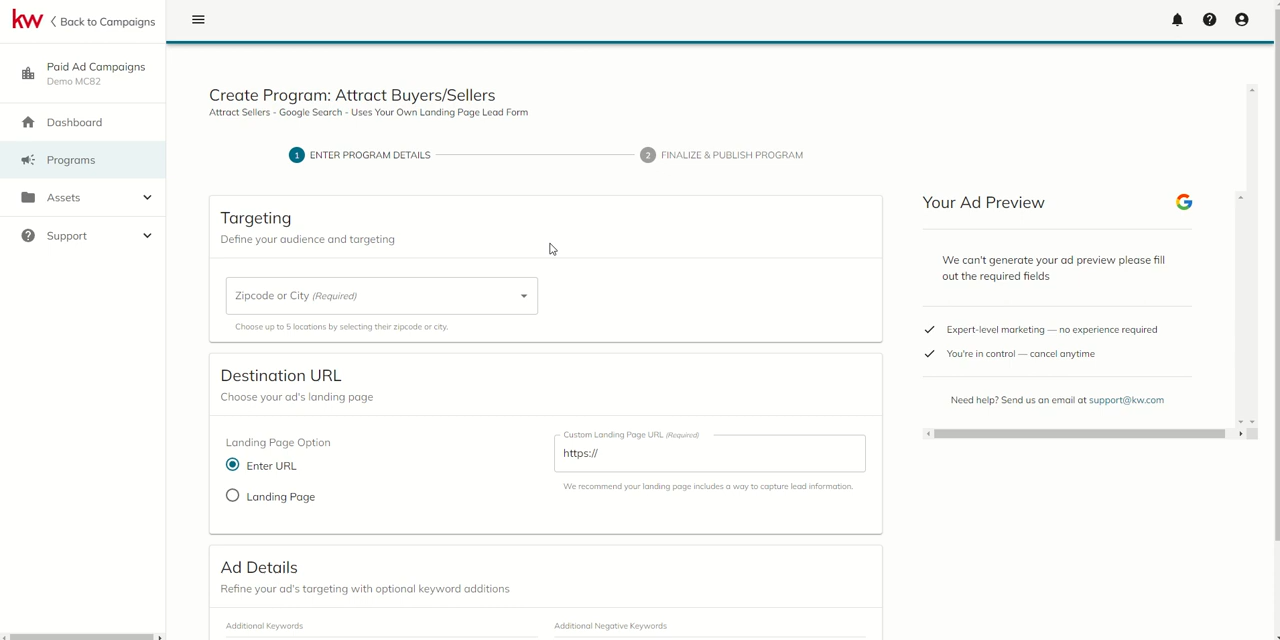 kw
Back to Campaigns
Paid Ad Campaigns
Demo MC82
Dashboard
Programs
Assets
Support
Create Program: Attract Buyers/Sellers
Attract Sellers - Google Search - Uses Your Own Landing Page Lead Form
1 ENTER PROGRAM DETAILS
2 FINALIZE & PUBLISH PROGRAM
Targeting
Define your audience and targeting
Zipcode or City (Required)
Choose up to 5 locations by selecting their zipcode or city.
Destination URL
Choose your ad's landing page
Landing Page Option
Enter URL
Landing Page
Custom Landing Page URL (Required)
https://
We recommend your landing page includes a way to capture lead information.
Ad Details
Refine your ad's targeting with optional keyword additions
Additional Keywords
Additional Negative Keywords
Your Ad Preview
We can't generate your ad preview please fill
out the required fields
Expert-level marketing — no experience required
You're in control — cancel anytime
Need help? Send us an email at support@kw.com